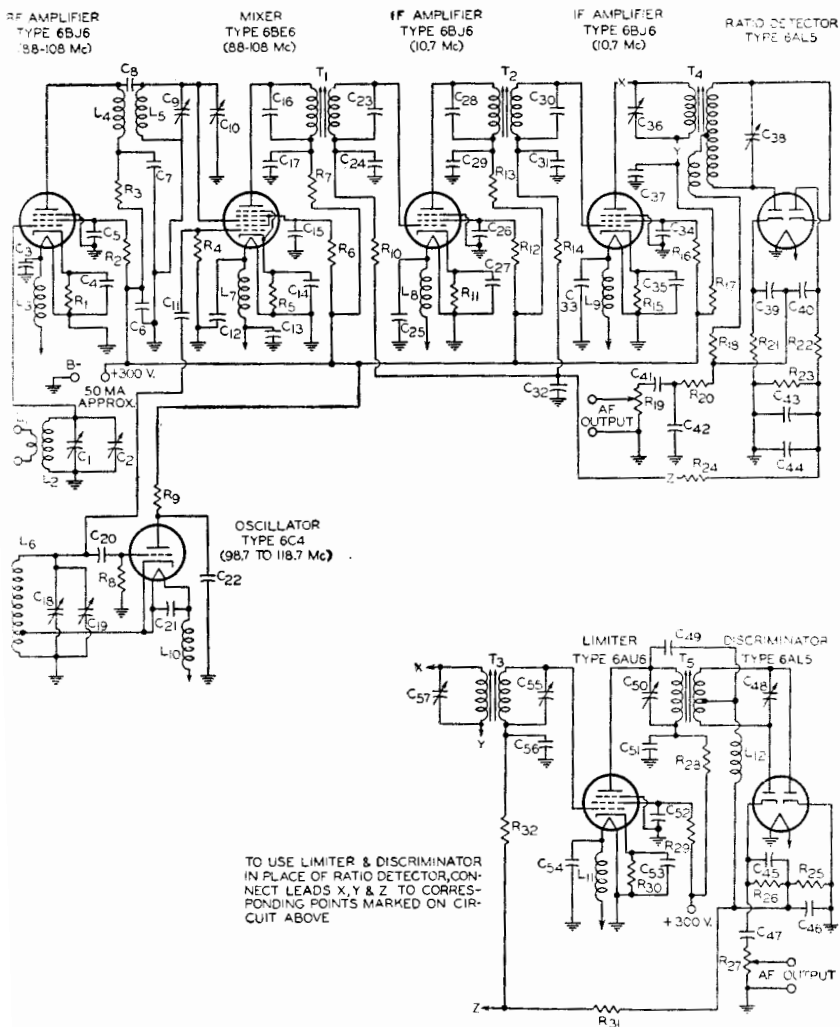 RF AMPLIFIER
TYPE 6BJ6
(88-108 Mc)
MIXER
TYPE 6BE6
(88-108 Mc)
IF AMPLIFIER
TYPE 6BJ6
(10.7 Mc)
IF AMPLIFIER
TYPE 6BJ6
(10.7 Mc)
RATIO DETECTOR
TYPE 6AL5
C8
L4
L5
C9
C10
C7
R3
C3
C5
R2
C4
L3
R1
C6
C11
C16
T1
C23
C17
R7
C24
C15
R4
R6
R10
L7
R5
C14
C12
C13
C28
T2
C30
C29
R13
C31
C26
R12
R14
L8
R11
C27
C25
C32
X
T4
C36
Y
C37
C38
C34
R16
R17
C33
L9
C35
R15
C39
C40
R18
R21
R22
R23
C41
R20
R19
C43
C42
C44
AF
OUTPUT
Z
R24
B-
+300 V.
50 MA
APPROX.
C1
C2
L2
R9
OSCILLATOR
TYPE 6C4
(98.7 TO 118.7 Mc)
L6
C20
R8
C22
C18
C19
C21
L10
LIMITER
TYPE 6AU6
C49
DISCRIMINATOR
TYPE 6AL5
X
T3
C57
C55
Y
C56
C50
T5
C48
C51
R28
L12
R32
C52
R29
C54
L11
C53
R30
+300 V.
C45
R25
R26
C46
C47
R27
AF OUTPUT
Z
R31
TO USE LIMITER & DISCRIMINATOR
IN PLACE OF RATIO DETECTOR, CON-
NECT LEADS X, Y & Z TO CORRES-
PONDING POINTS MARKED ON CIR-
CUIT ABOVE